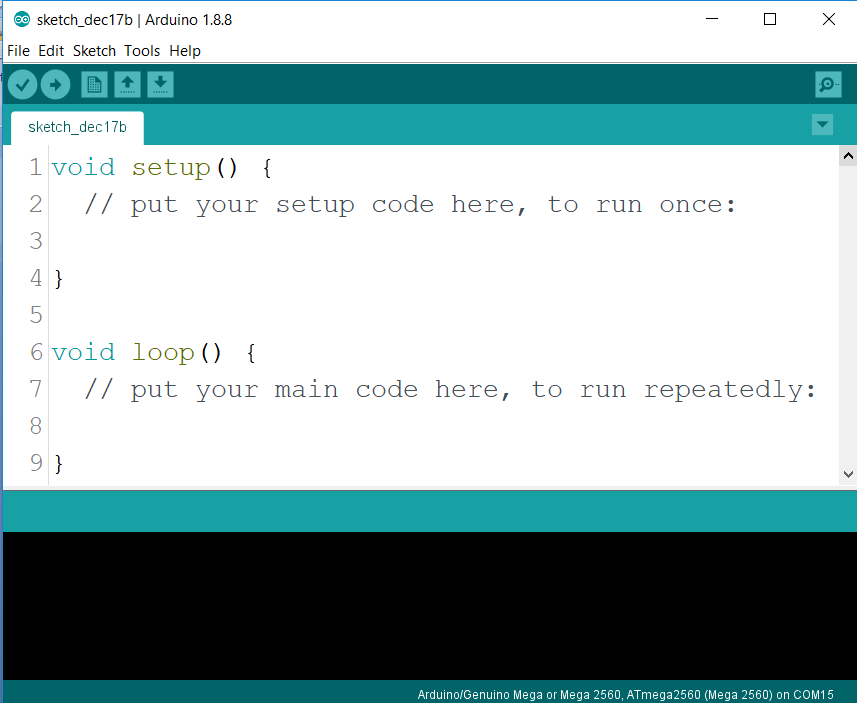 sketch_dec17b | Arduino 1.8.8
File Edit Sketch Tools Help
sketch_dec17b
1 void setup() {
2   // put your setup code here, to run once:
3
4 }
5
6 void loop() {
7   // put your main code here, to run repeatedly:
8
9 }
Arduino/Genuino Mega or Mega 2560, ATmega2560 (Mega 2560) on COM15